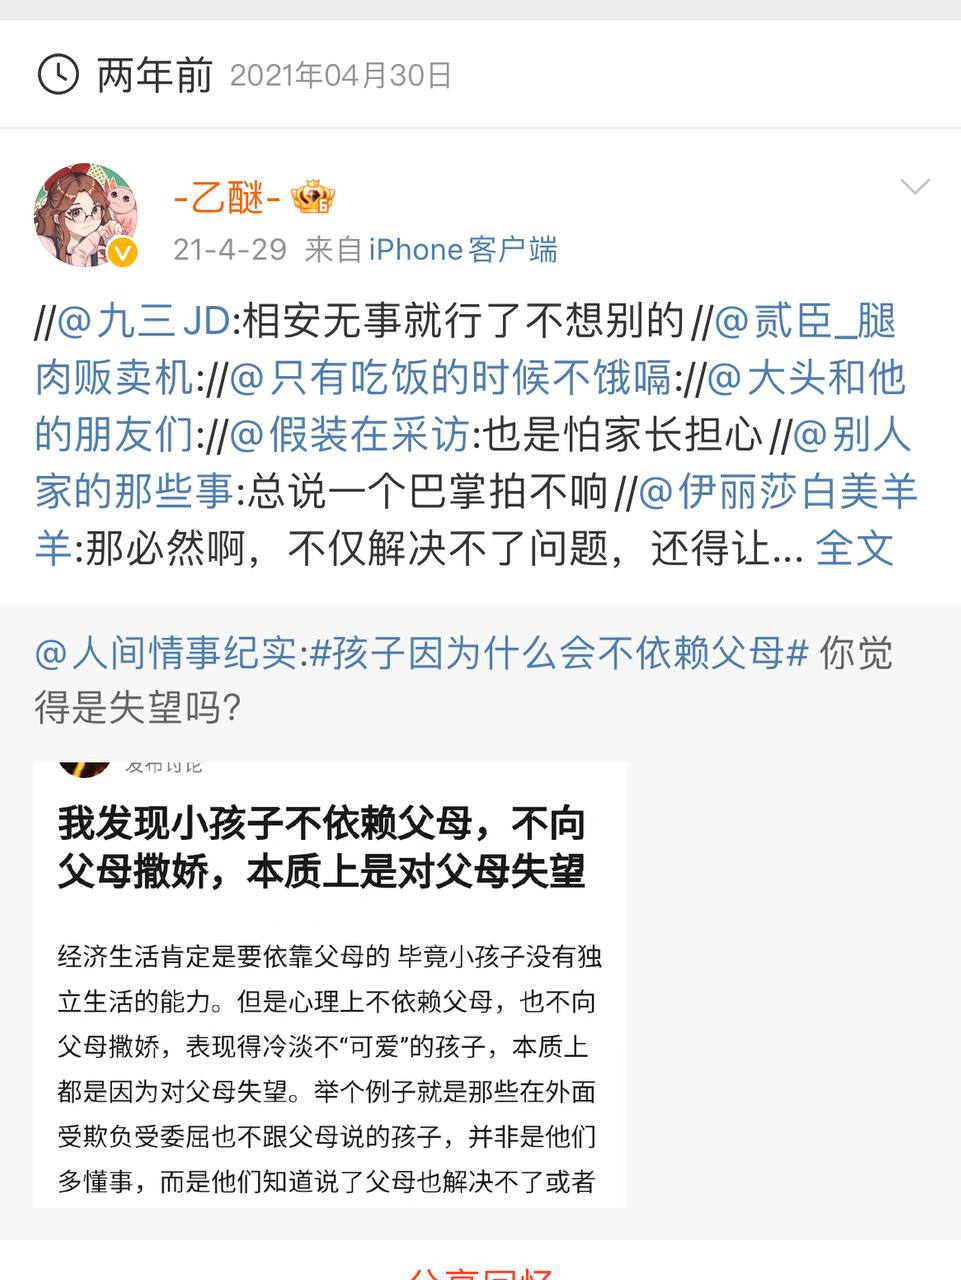 两年前 2021年04月30日
-乙醚- 6
21-4-29 来自 iPhone客户端
//@九三JD:相安无事就行了不想别的//@贰臣_腿
肉贩卖机://@只有吃饭的时候不饿嗝://@大头和他
的朋友们://@假装在采访:也是怕家长担心//@别人
家的那些事:总说一个巴掌拍不响//@伊丽莎白美羊
羊:那必然啊，不仅解决不了问题，还得让... 全文
@人间情事纪实:#孩子因为什么会不依赖父母# 你觉
得是失望吗?
发布讨论
我发现小孩子不依赖父母，不向
父母撒娇，本质上是对父母失望
经济生活肯定是要依靠父母的 毕竟小孩子没有独
立生活的能力。但是心理上不依赖父母，也不向
父母撒娇，表现得冷淡不“可爱”的孩子，本质上
都是因为对父母失望。举个例子就是那些在外面
受欺负受委屈也不跟父母说的孩子，并非是他们
多懂事，而是他们知道说了父母也解决不了或者
分享回忆